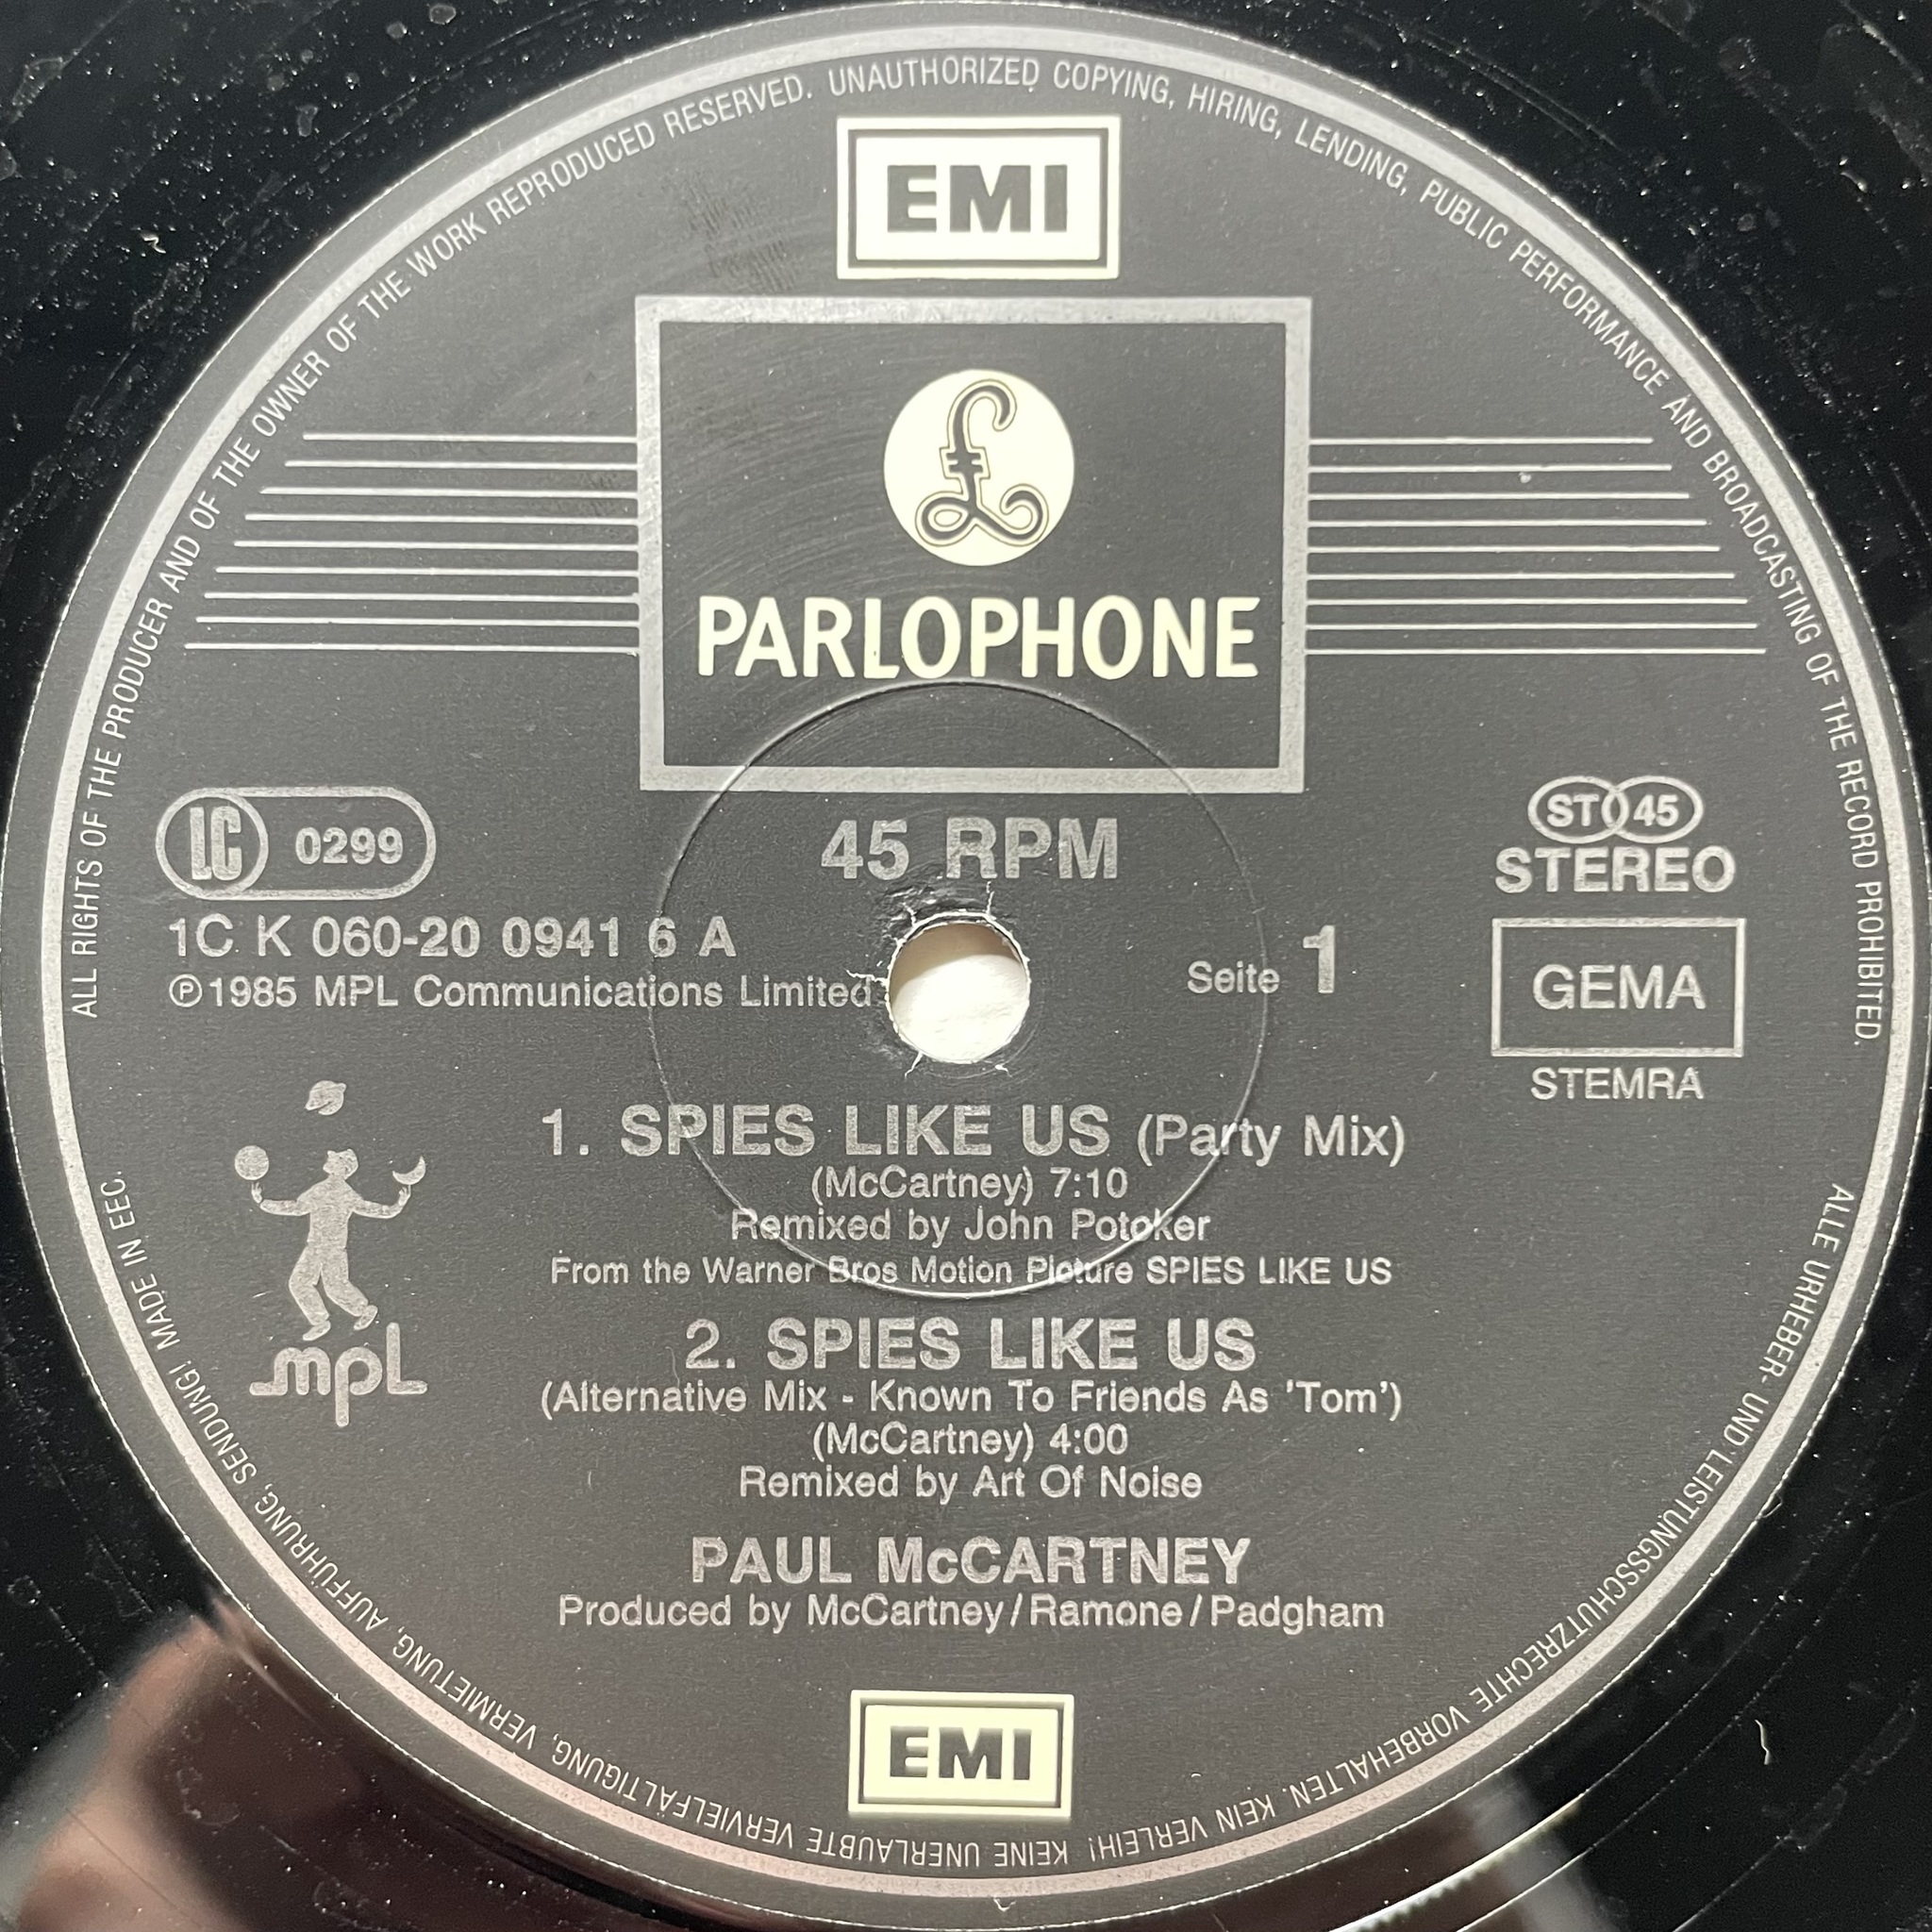 ALL RIGHTS OF THE PRODUCER AND OF THE OWNER OF THE WORK REPRODUCED RESERVED. UNAUTHORIZED COPYING, HIRING, LENDING, PUBLIC PERFORMANCE AND BROADCASTING OF THE RECORD PROHIBITED.
EMI
£
PARLOPHONE
LC 0299
45 RPM
ST 45
STEREO
1C K 060-20 0941 6 A
℗1985 MPL Communications Limited
Seite 1
GEMA
STEMRA
1. SPIES LIKE US (Party Mix)
(McCartney) 7:10
Remixed by John Potoker
From the Warner Bros Motion Picture SPIES LIKE US
mpl
2. SPIES LIKE US
(Alternative Mix - Known To Friends As 'Tom')
(McCartney) 4:00
Remixed by Art Of Noise
PAUL McCARTNEY
Produced by McCartney/Ramone/Padgham
EMI
ALLE URHEBER- UND LEISTUNGSSCHUTZRECHTE VORBEHALTEN. KEIN VERLEIH! KEINE UNERLAUBTE VERVIELFÄLTIGUNG, VERMIETUNG, AUFFÜHRUNG, SENDUNG! MADE IN EEC.